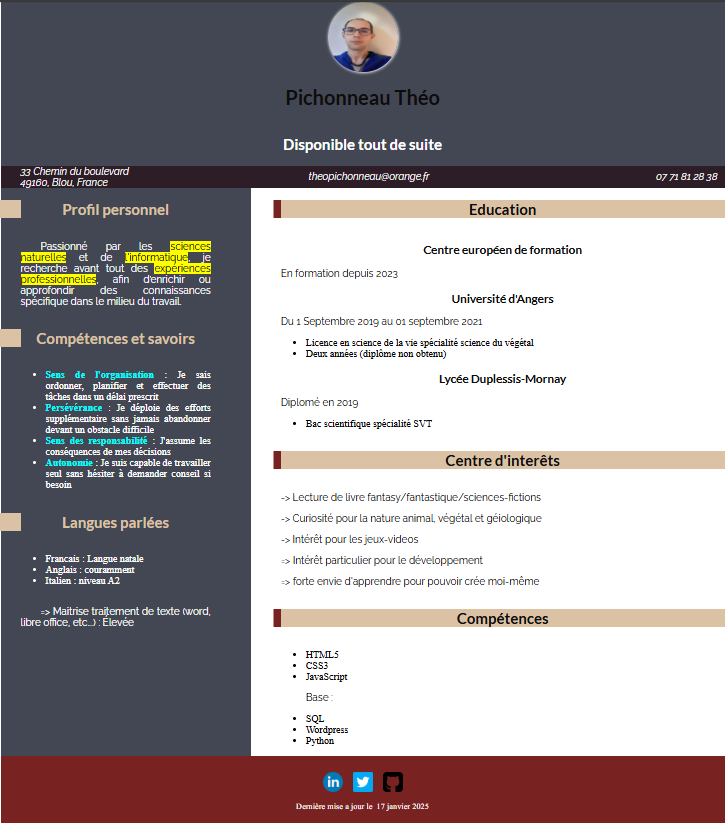 Pichonneau Théo
Disponible tout de suite
33 Chemin du boulevard
49160, Blou, France
theopichonneau@orange.fr
07 71 81 28 38
Profil personnel
Passionné par les sciences
naturelles et de l'informatique, je
recherche avant tout des expériences
professionnelles, afin d'enrichir ou
approfondir des connaissances
spécifique dans le milieu du travail.
Compétences et savoirs
• Sens de l'organisation : Je sais
ordonner, planifier et effectuer des
tâches dans un délai prescrit
• Persévérance : Je déploie des efforts
supplémentaire sans jamais abandonner
devant un obstacle difficile
• Sens des responsabilité : J'assume les
conséquences de mes décisions
• Autonomie : Je suis capable de travailler
seul sans hésiter à demander conseil si
besoin
Langues parlées
• Francais : Langue natale
• Anglais : couramment
• Italien : niveau A2
=> Maitrise traitement de texte (word,
libre office, etc...) : Élevée
Education
Centre européen de formation
En formation depuis 2023
Université d'Angers
Du 1 Septembre 2019 au 01 septembre 2021
• Licence en science de la vie spécialité science du végétal
• Deux années (diplôme non obtenu)
Lycée Duplessis-Mornay
Diplomé en 2019
• Bac scientifique spécialité SVT
Centre d'interêts
-> Lecture de livre fantasy/fantastique/sciences-fictions
-> Curiosité pour la nature animal, végétal et géiologique
-> Intérêt pour les jeux-videos
-> Intérêt particulier pour le développement
-> forte envie d'apprendre pour pouvoir crée moi-même
Compétences
• HTML5
• CSS3
• JavaScript
Base :
• SQL
• Wordpress
• Python
in
Dernière mise a jour le 17 janvier 2025